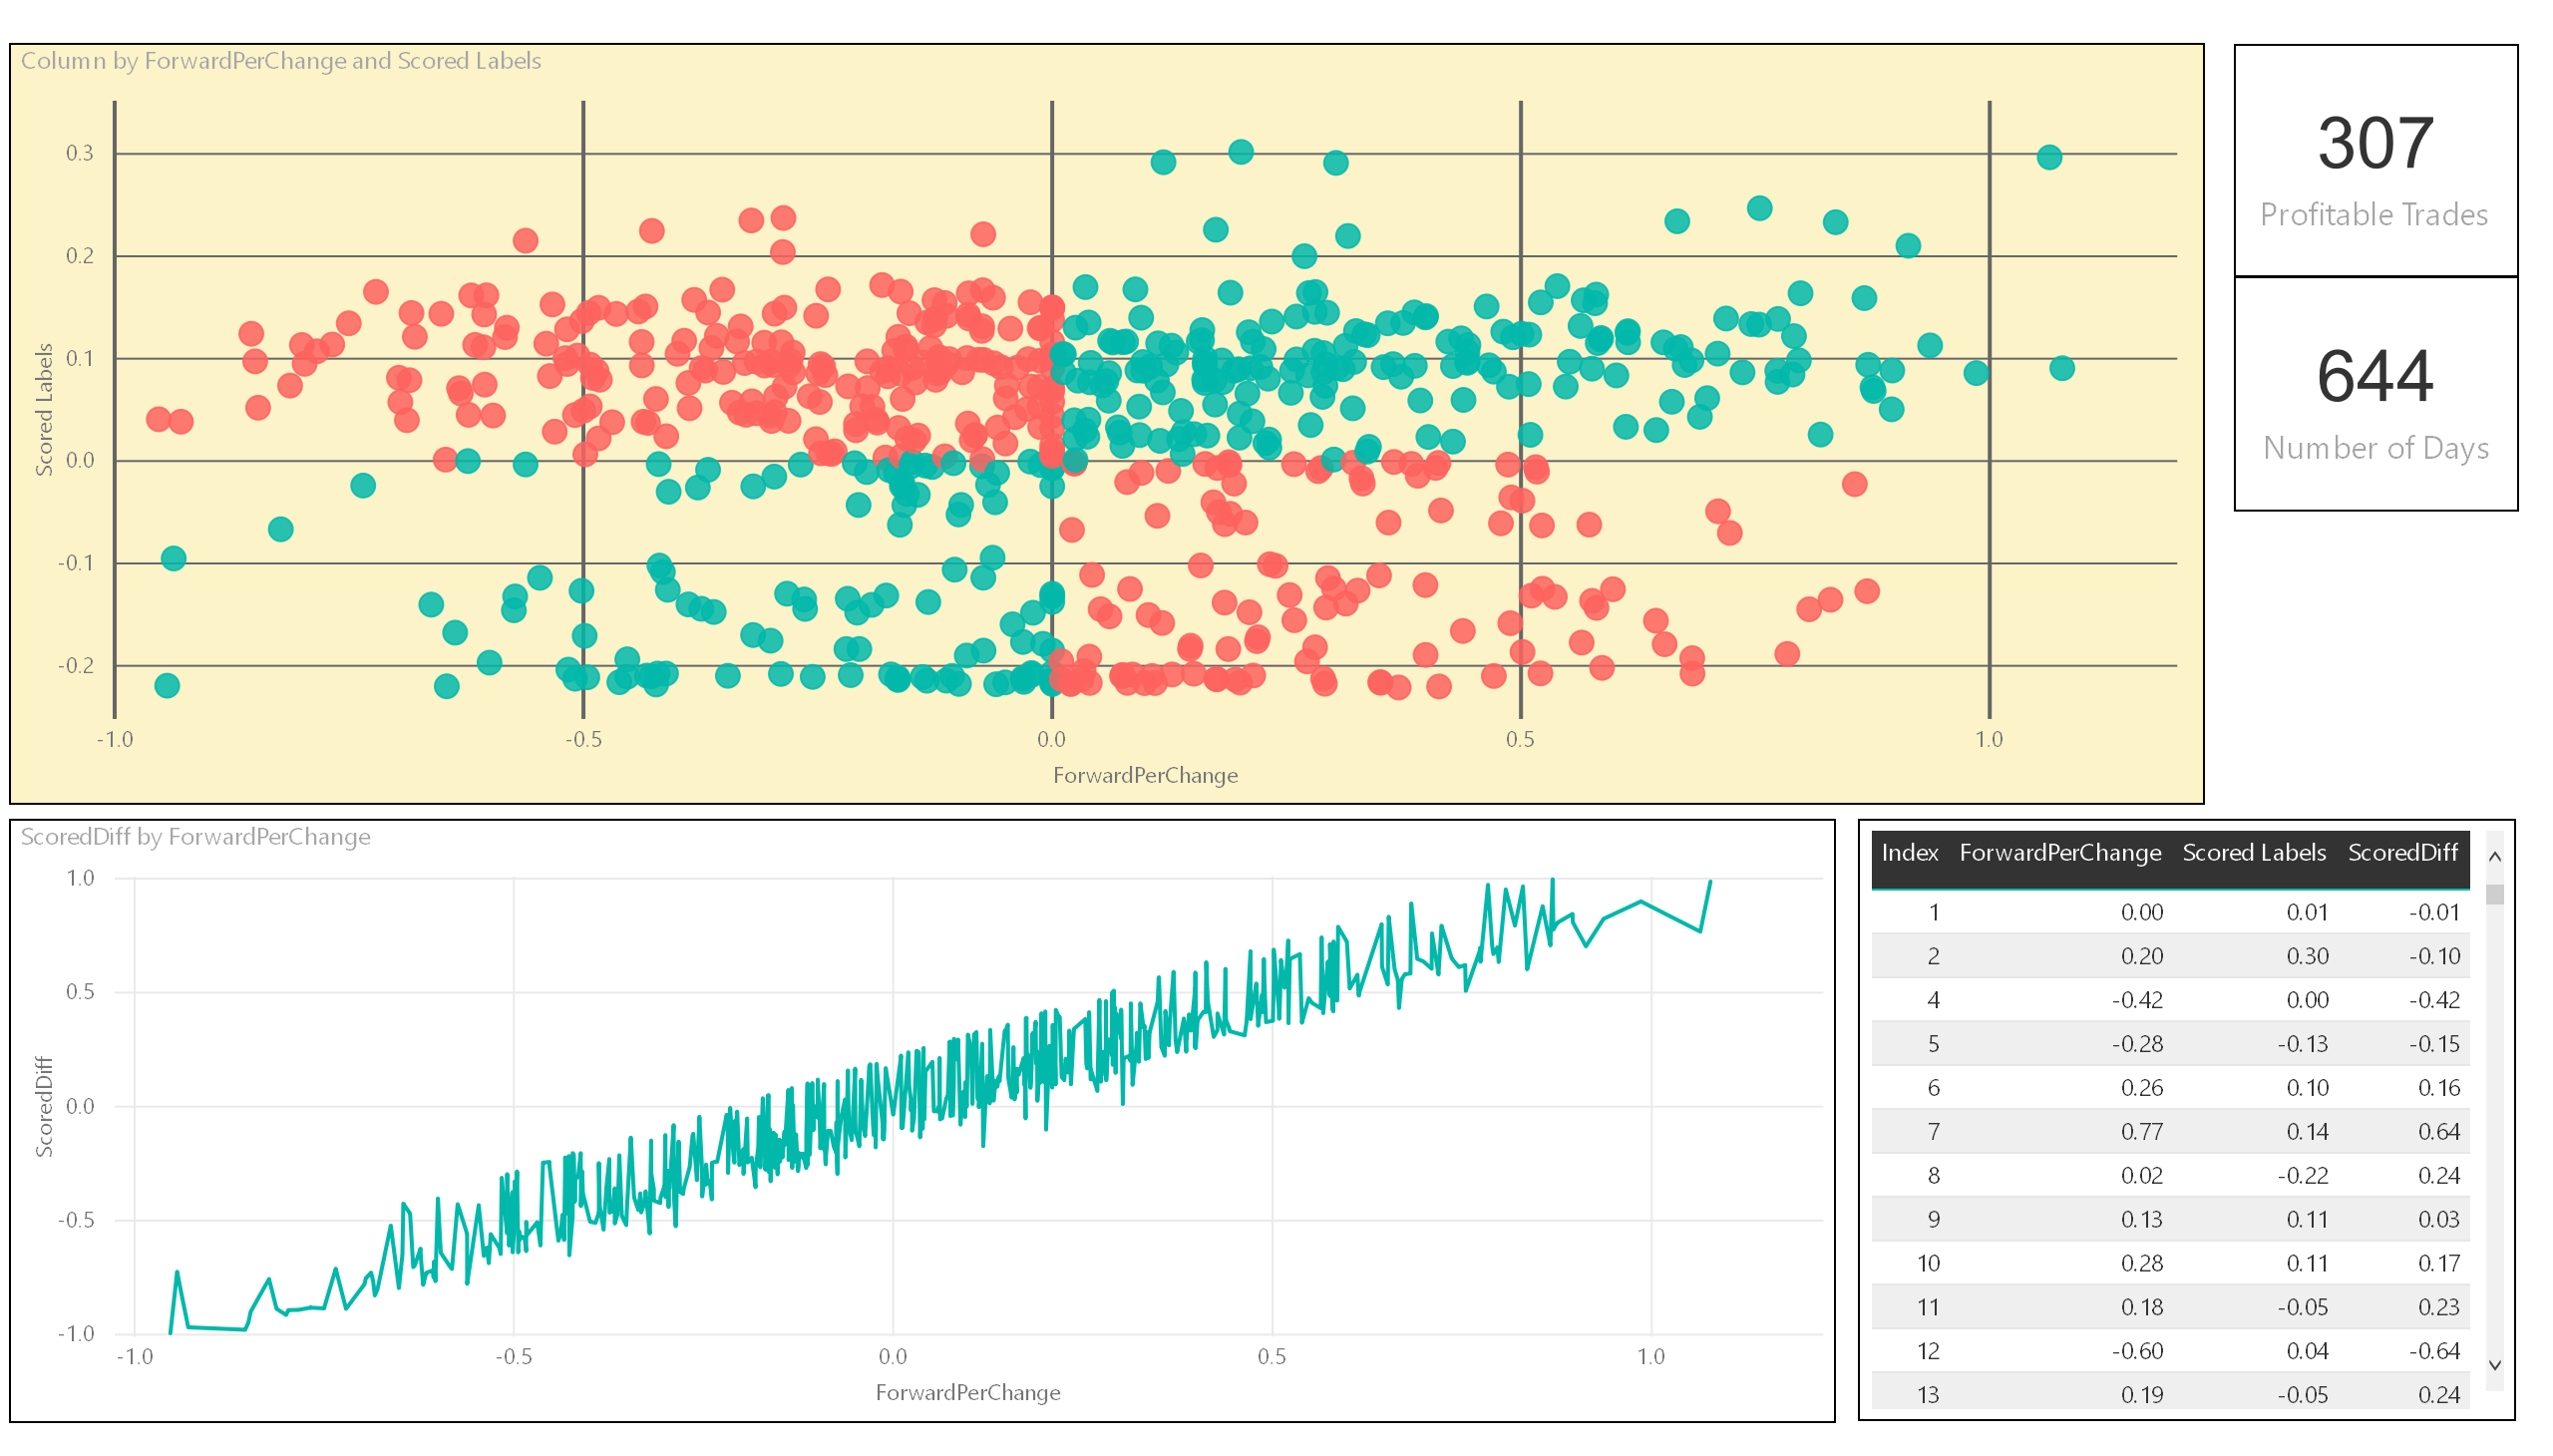 Column by ForwardPerChange and Scored Labels
0.3
0.2
0.1
0.0
-0.1
-0.2
Scored Labels
-1.0 -0.5 0.0 0.5 1.0
ForwardPerChange
307
Profitable Trades
644
Number of Days
ScoredDiff by ForwardPerChange
1.0
0.5
0.0
-0.5
-1.0
ScoredDiff
-1.0 -0.5 0.0 0.5 1.0
ForwardPerChange
Index ForwardPerChange Scored Labels ScoredDiff
1 0.00 0.01 -0.01
2 0.20 0.30 -0.10
4 -0.42 0.00 -0.42
5 -0.28 -0.13 -0.15
6 0.26 0.10 0.16
7 0.77 0.14 0.64
8 0.02 -0.22 0.24
9 0.13 0.11 0.03
10 0.28 0.11 0.17
11 0.18 -0.05 0.23
12 -0.60 0.04 -0.64
13 0.19 -0.05 0.24